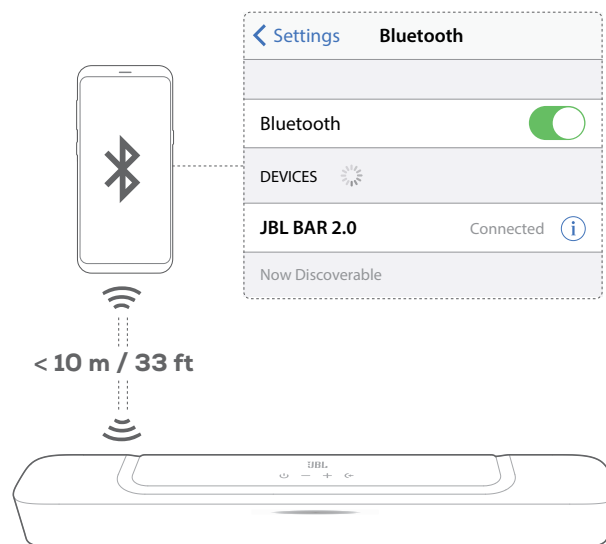 Settings Bluetooth
Bluetooth
DEVICES
JBL BAR 2.0 Connected i
Now Discoverable
< 10 m / 33 ft
JBL